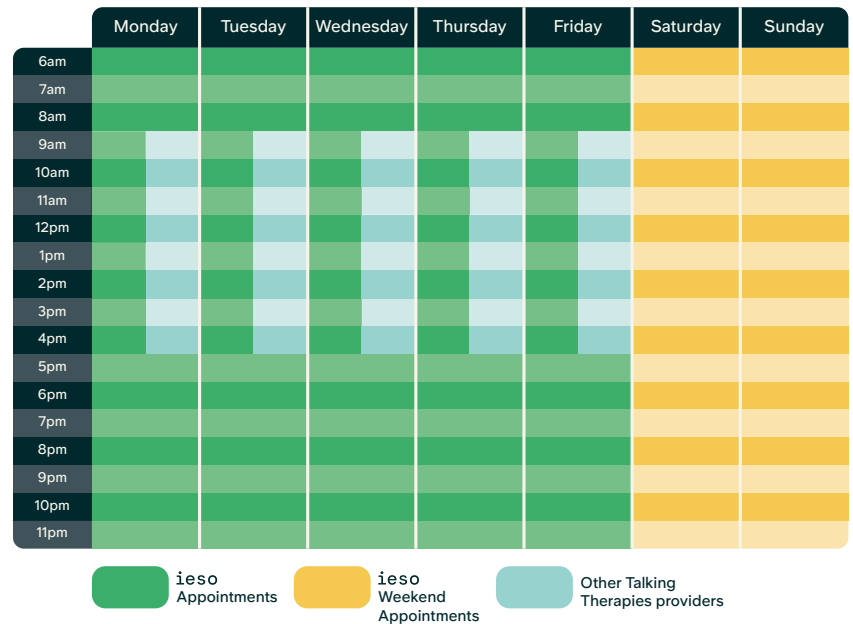 Monday Tuesday Wednesday Thursday Friday Saturday Sunday
6am
7am
8am
9am
10am
11am
12pm
1pm
2pm
3pm
4pm
5pm
6pm
7pm
8pm
9pm
10pm
11pm
ieso
Appointments
ieso
Weekend
Appointments
Other Talking
Therapies providers